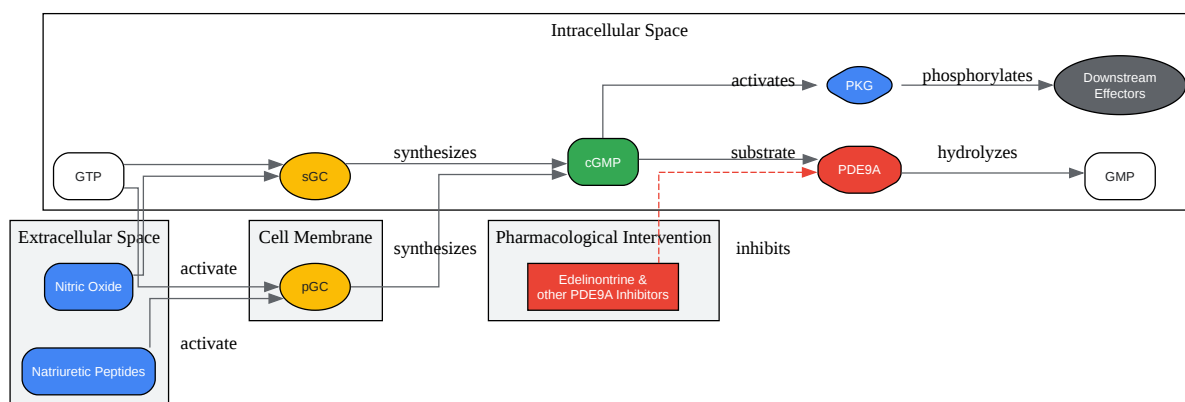 Intracellular Space
activates
PKG
phosphorylates
Downstream
Effectors
GTP
sGC
synthesizes
cGMP
substrate
PDE9A
hydrolyzes
GMP
Extracellular Space
Cell Membrane
synthesizes
Pharmacological Intervention
inhibits
Nitric Oxide
activate
pGC
Edelinontrine &
other PDE9A Inhibitors
activate
Natriuretic Peptides